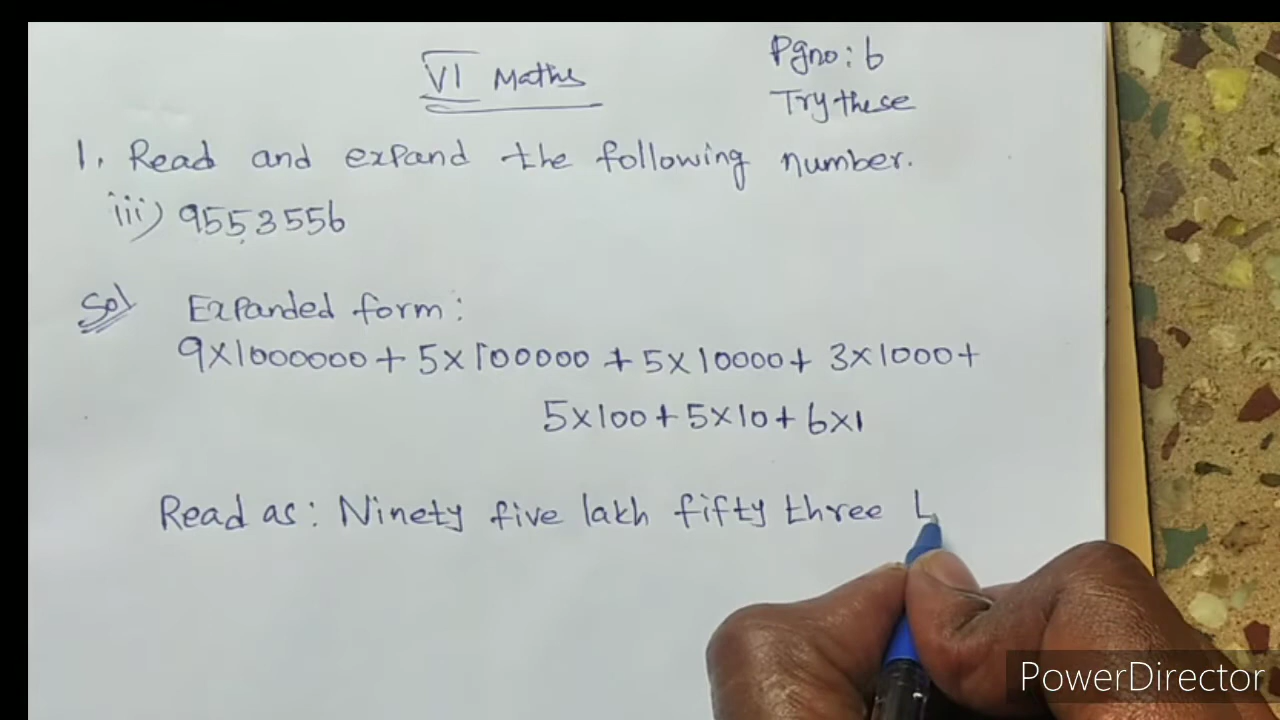 VI Maths
Pgno: 6
Try these
1. Read and expand the following number.
iii) 9553556
Sol Expanded form:
9×1000000 + 5×100000 + 5×10000 + 3×1000 +
5×100 + 5×10 + 6×1
Read as: Ninety five lakh fifty three
PowerDirector